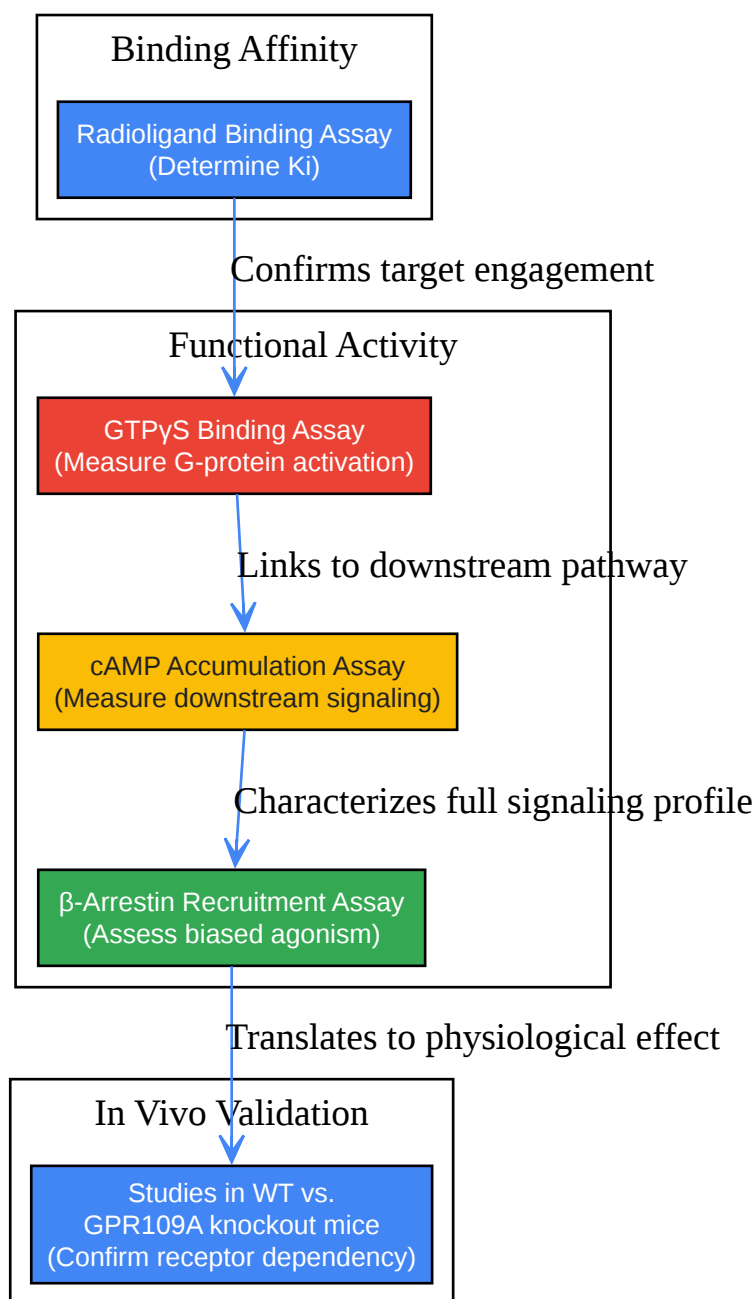 Binding Affinity
Radioligand Binding Assay
(Determine Ki)
Confirms target engagement
Functional Activity
GTPγS Binding Assay
(Measure G-protein activation)
Links to downstream pathway
cAMP Accumulation Assay
(Measure downstream signaling)
Characterizes full signaling profile
β-Arrestin Recruitment Assay
(Assess biased agonism)
Translates to physiological effect
In Vivo Validation
Studies in WT vs.
GPR109A knockout mice
(Confirm receptor dependency)